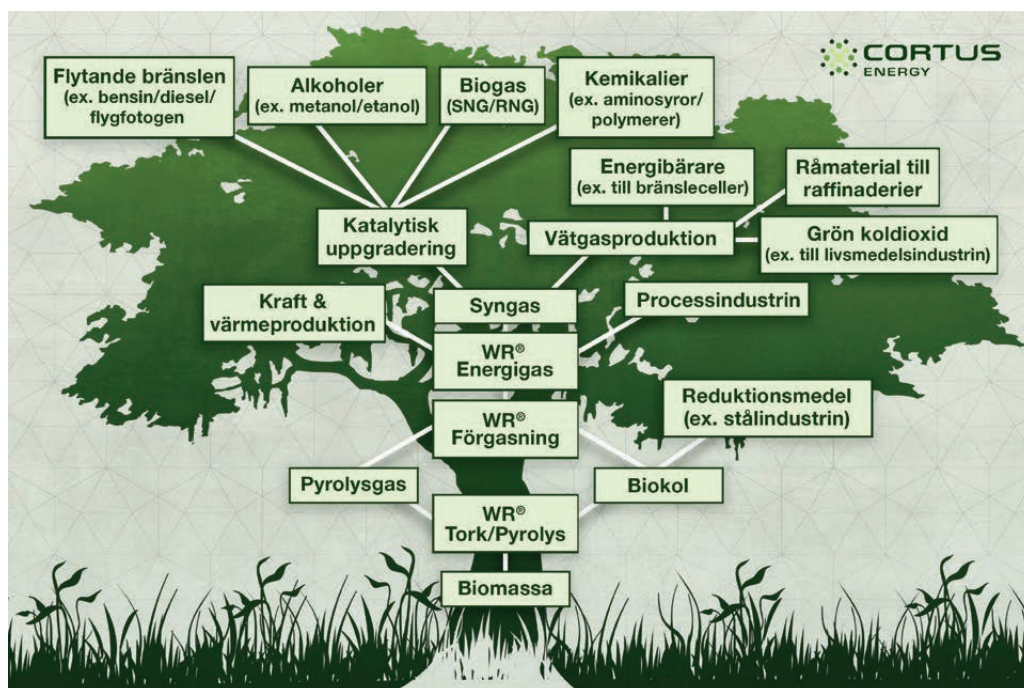 CORTUS
ENERGY
Flytande bränslen
(ex. bensin/diesel/
flygfotogen
Alkoholer
(ex. metanol/etanol)
Biogas
(SNG/RNG)
Kemikalier
(ex. aminosyror/
polymerer)
Energibärare
(ex. till bränsleceller)
Råmaterial till
raffinaderier
Katalytisk
uppgradering
Vätgasproduktion
Grön koldioxid
(ex. till livsmedelsindustrin)
Kraft &
värmeproduktion
Syngas
Processindustrin
WR®
Energigas
Reduktionsmedel
(ex. stålindustrin)
WR®
Förgasning
Pyrolysgas
Biokol
WR®
Tork/Pyrolys
Biomassa